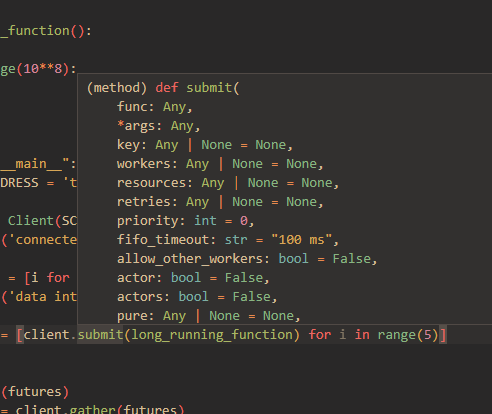 _function():
ge(10**8):
(method) def submit(
func: Any,
*args: Any,
key: Any | None = None,
__main__": workers: Any | None = None,
DRESS = 't resources: Any | None = None,
retries: Any | None = None,
Client(SC priority: int = 0,
('connecte fifo_timeout: str = "100 ms",
allow_other_workers: bool = False,
= [i for actor: bool = False,
('data int actors: bool = False,
pure: Any | None = None,
= [client.submit(long_running_function) for i in range(5)]
(futures)
= client.gather(futures)